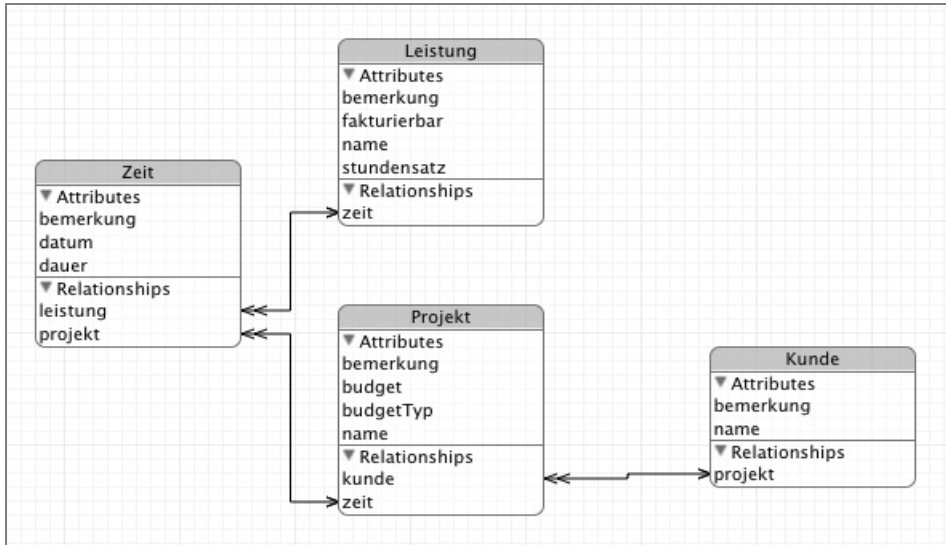 Leistung
Attributes
bemerkung
fakturierbar
name
stundensatz
Relationships
zeit
Zeit
Attributes
bemerkung
datum
dauer
Relationships
leistung
projekt
Projekt
Attributes
bemerkung
budget
budgetTyp
name
Relationships
kunde
zeit
Kunde
Attributes
bemerkung
name
Relationships
projekt